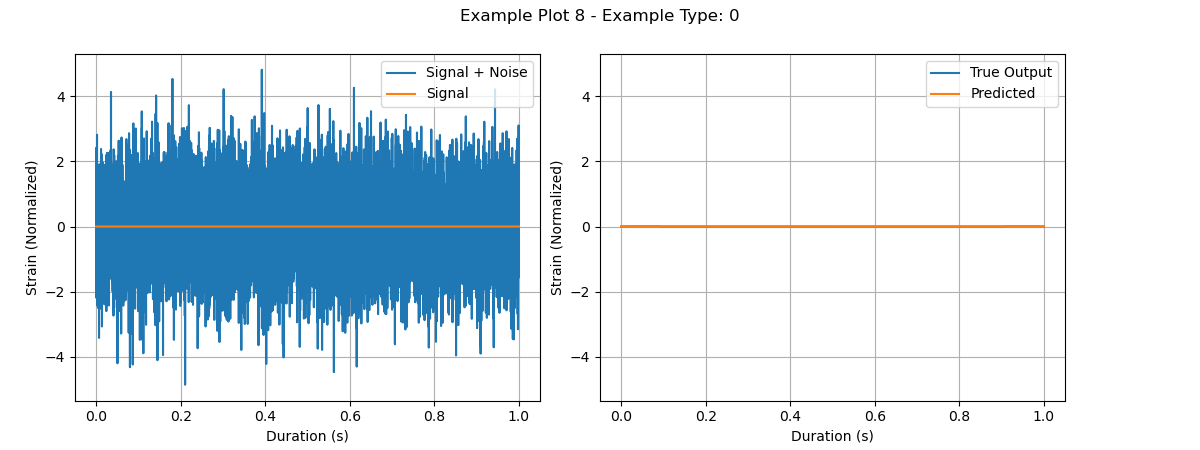 Example Plot 8 - Example Type: 0
Signal + Noise
Signal
4
2
0
−2
−4
Strain (Normalized)
0.0 0.2 0.4 0.6 0.8 1.0
Duration (s)
True Output
Predicted
4
2
0
−2
−4
Strain (Normalized)
0.0 0.2 0.4 0.6 0.8 1.0
Duration (s)